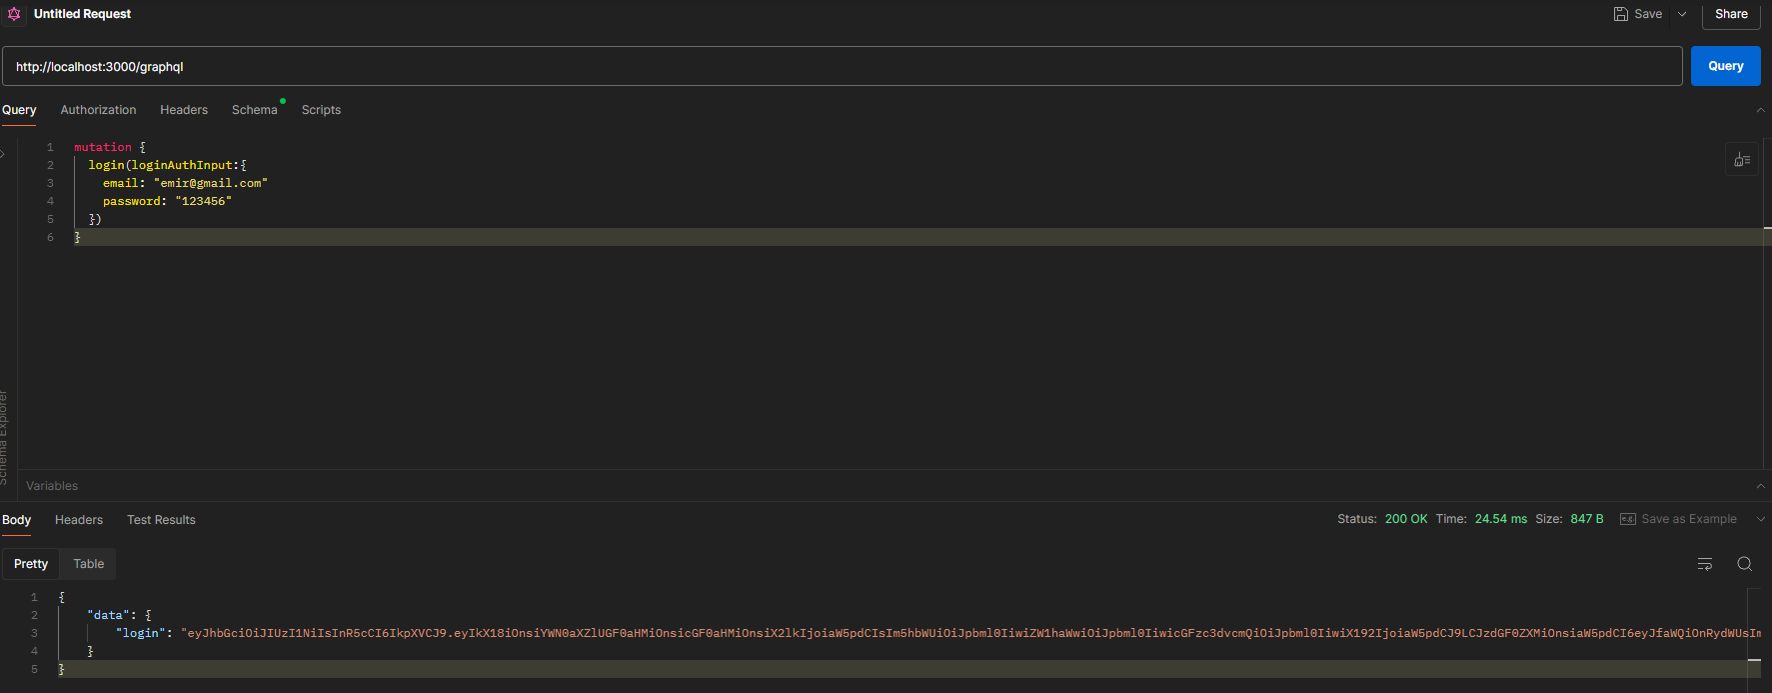 Untitled Request
Save
Share
http://localhost:3000/graphql
Query
Query Authorization Headers Schema Scripts
1 mutation {
2 login(loginAuthInput:{
3 email: "emir@gmail.com"
4 password: "123456"
5 })
6 }
Schema Explorer
Variables
Body Headers Test Results
Status: 200 OK Time: 24.54 ms Size: 847 B
e.g. Save as Example
Pretty Table
1 {
2 "data": {
3 "login": "eyJhbGciOiJIUzI1NiIsInR5cCI6IkpXVCJ9.eyIkX18iOnsiYWN0aXZlUGF0aHMiOnsicGF0aHMiOnsiX2lkIjoiaW5pdCIsIm5hbWUiOiJpbml0IiwiZW1haWwiOiJpbml0IiwicGFzc3dvcmQiOiJpbml0IiwiX192IjoiaW5pdCJ9LCJzdGF0ZXMiOnsiaW5pdCI6eyJfaWQiOnRydWUsIm
4 }
5 }